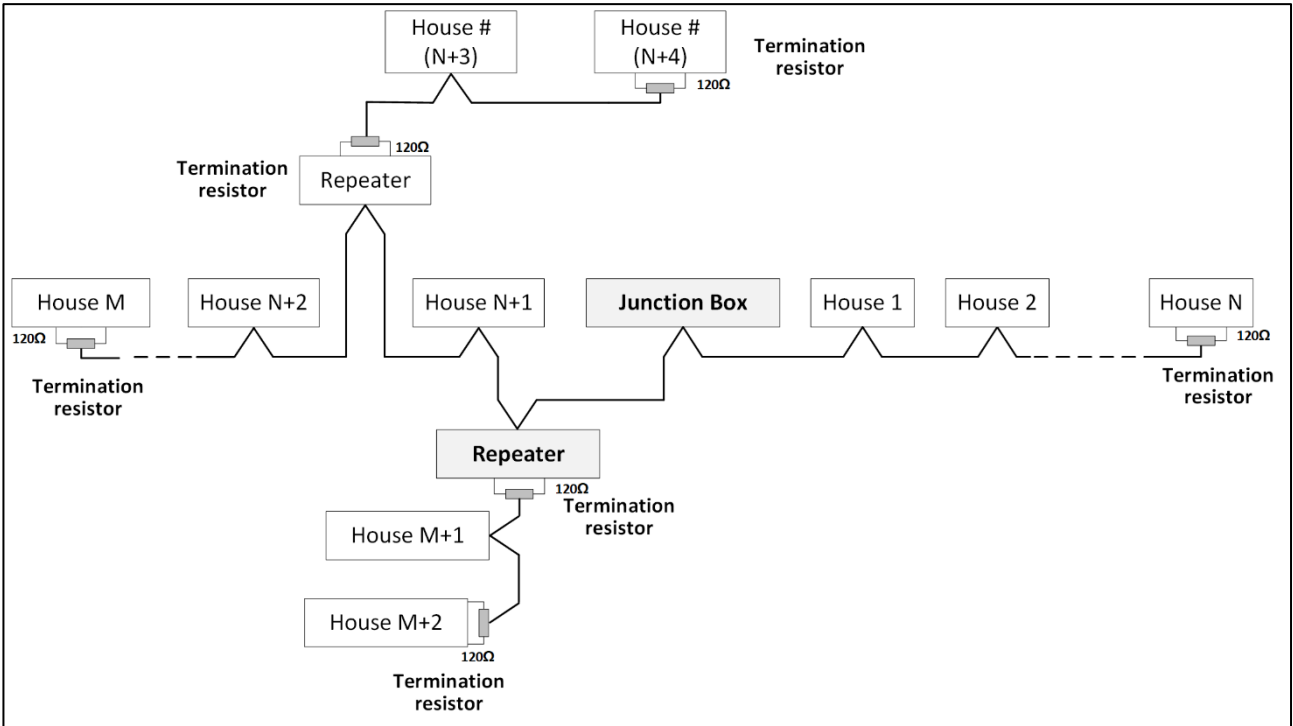 House #
(N+3)
House #
(N+4)
Termination
resistor
120Ω
120Ω
Termination
resistor
Repeater
House M
House N+2
House N+1
Junction Box
House 1
House 2
House N
120Ω
120Ω
Termination
resistor
Termination
resistor
Repeater
120Ω
Termination
resistor
House M+1
House M+2
120Ω
Termination
resistor